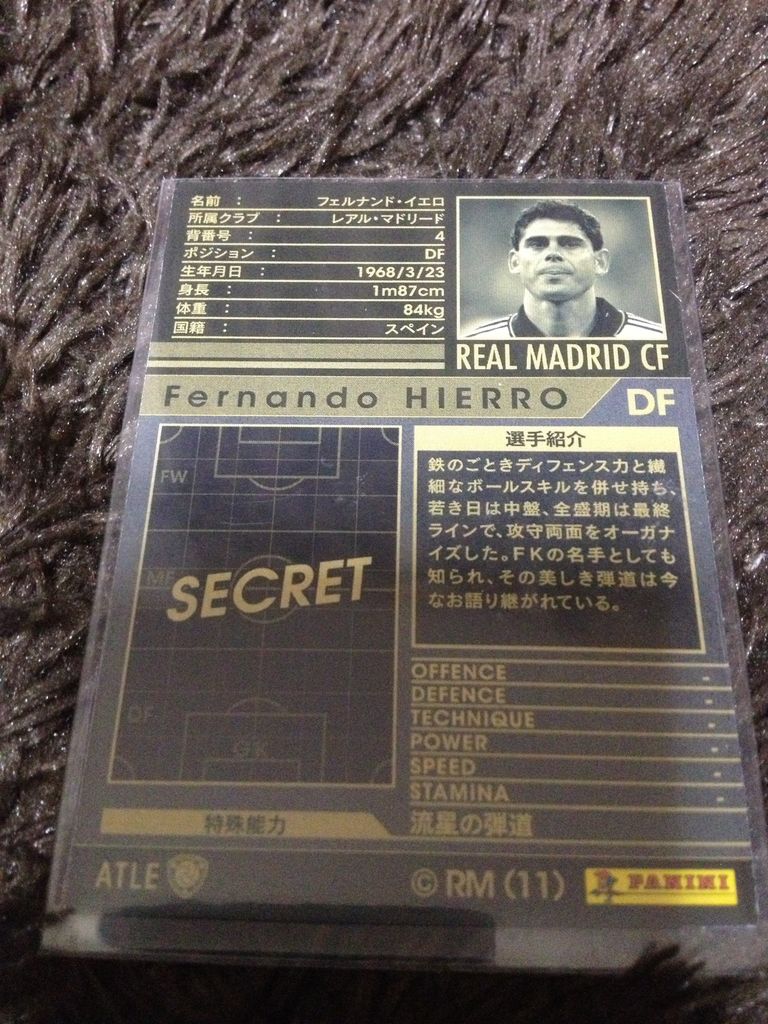 名前 : フェルナンド・イエロ
所属クラブ : レアル・マドリード
背番号 : 4
ポジション : DF
生年月日 : 1968/3/23
身長 : 1m87cm
体重 : 84kg
国籍 : スペイン
REAL MADRID CF
Fernando HIERRO DF
FW
MF
SECRET
DF
GK
選手紹介
鉄のごときディフェンス力と繊
細なボールスキルを併せ持ち、
若き日は中盤、全盛期は最終
ラインで、攻守両面をオーガナ
イズした。FKの名手としても
知られ、その美しき弾道は今
なお語り継がれている。
OFFENCE -
DEFENCE -
TECHNIQUE -
POWER -
SPEED -
STAMINA -
特殊能力
流星の弾道
ATLE
© RM (11)
PANINI